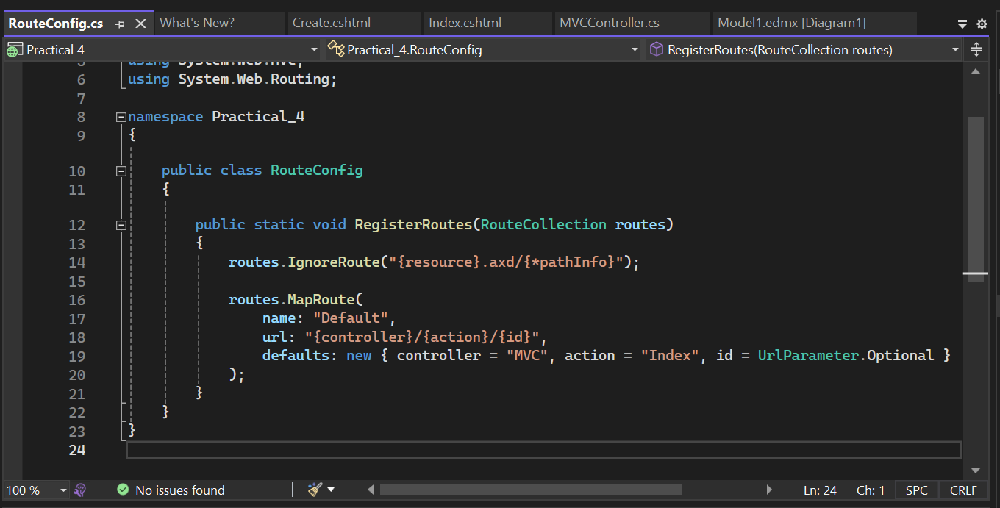 RouteConfig.cs
What's New?
Create.cshtml
Index.cshtml
MVCController.cs
Model1.edmx [Diagram1]
Practical 4
Practical_4.RouteConfig
RegisterRoutes(RouteCollection routes)
5 using System.Web.Mvc;
6 using System.Web.Routing;
7
8 namespace Practical_4
9 {
10 public class RouteConfig
11 {
12 public static void RegisterRoutes(RouteCollection routes)
13 {
14 routes.IgnoreRoute("{resource}.axd/{*pathInfo}");
15
16 routes.MapRoute(
17 name: "Default",
18 url: "{controller}/{action}/{id}",
19 defaults: new { controller = "MVC", action = "Index", id = UrlParameter.Optional }
20 );
21 }
22 }
23 }
24
100 %
No issues found
Ln: 24
Ch: 1
SPC
CRLF